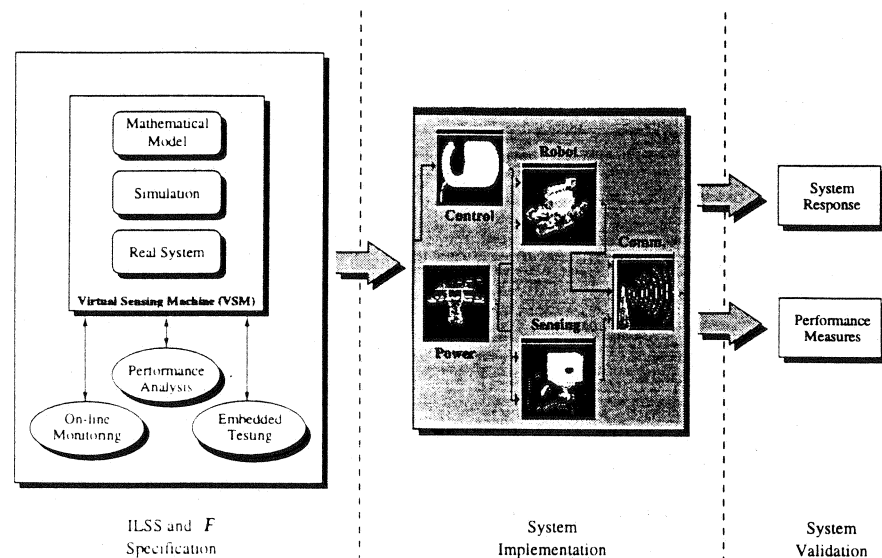 Mathematical
Model
Simulation
Real System
Virtual Sensing Machine (VSM)
Performance
Analysis
On-line
Monitoring
Embedded
Testing
Control
Robot
Comm.
Power
Sensing
System
Response
Performance
Measures
ILSS and F
Specification
System
Implementation
System
Validation